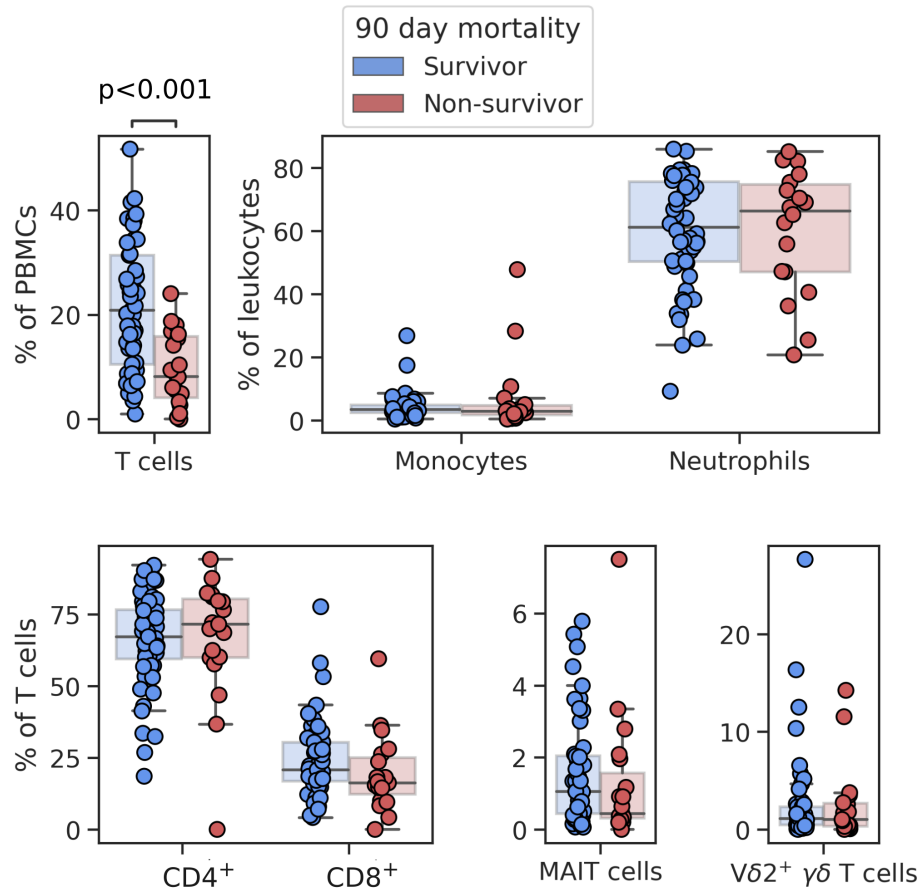 90 day mortality
Survivor
Non-survivor
p<0.001
% of PBMCs
40
20
0
T cells
% of leukocytes
80
60
40
20
0
Monocytes
Neutrophils
% of T cells
75
50
25
0
CD4⁺
CD8⁺
6
4
2
0
MAIT cells
20
10
0
Vδ2⁺ γδ T cells